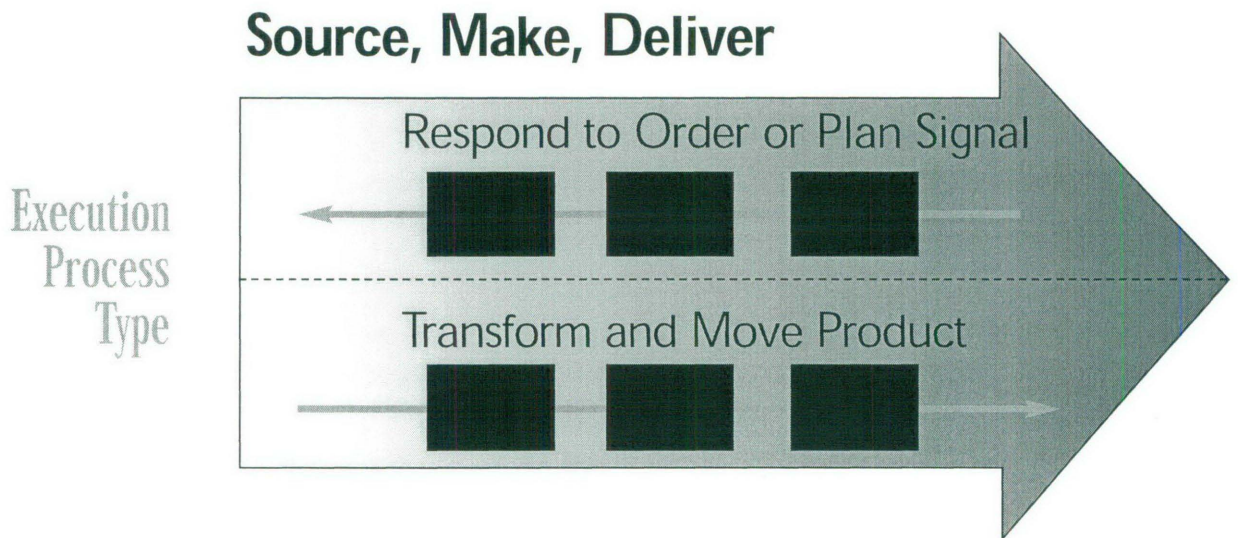 Source, Make, Deliver
Respond to Order or Plan Signal
Execution
Process
Type
Transform and Move Product